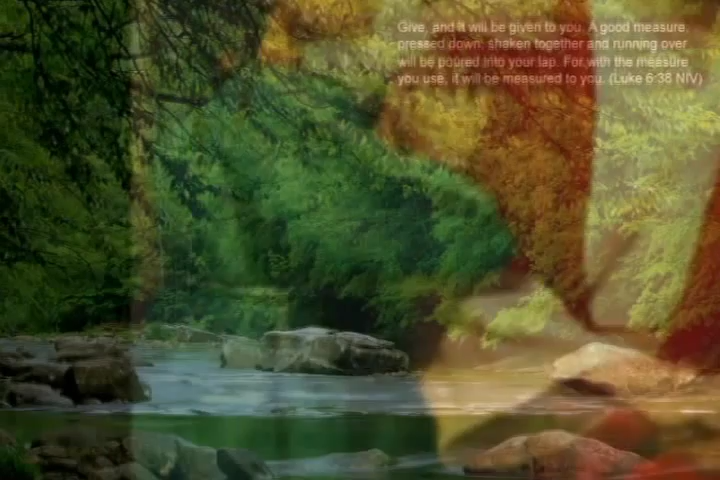 Give, and it will be given to you. A good measure,
pressed down, shaken together and running over
will be poured into your lap. For with the measure
you use, it will be measured to you. (Luke 6:38 NIV)